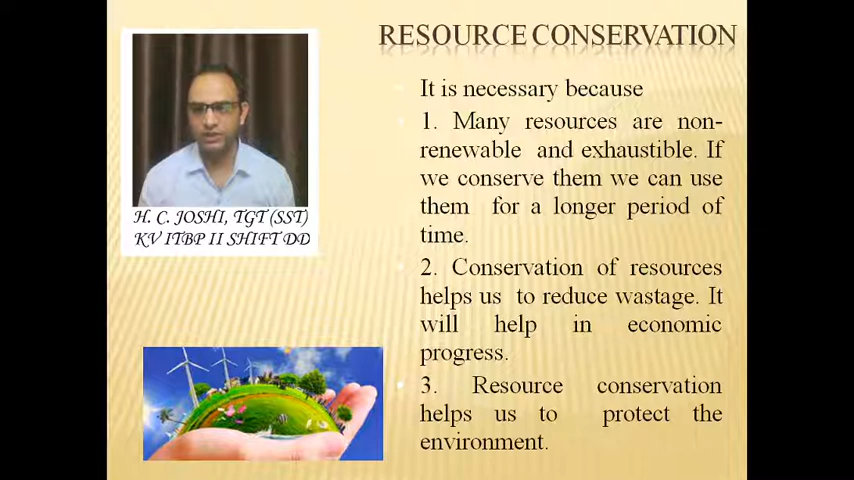 RESOURCE CONSERVATION
It is necessary because
1. Many resources are non-
renewable and exhaustible. If
we conserve them we can use
them for a longer period of
time.
2. Conservation of resources
helps us to reduce wastage. It
will help in economic
progress.
3. Resource conservation
helps us to protect the
environment.
H. C. JOSHI, TGT (SST)
KV ITBP II SHIFT DD